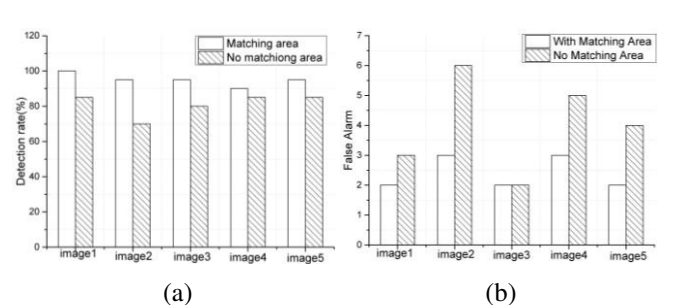 120
100
80
60
40
20
0
Detection rate(%)
Matching area
No matchiong area
image1 image2 image3 image4 image5
(a)
7
6
5
4
3
2
1
0
False Alarm
With Matching Area
No Matching Area
image1 image2 image3 image4 image5
(b)